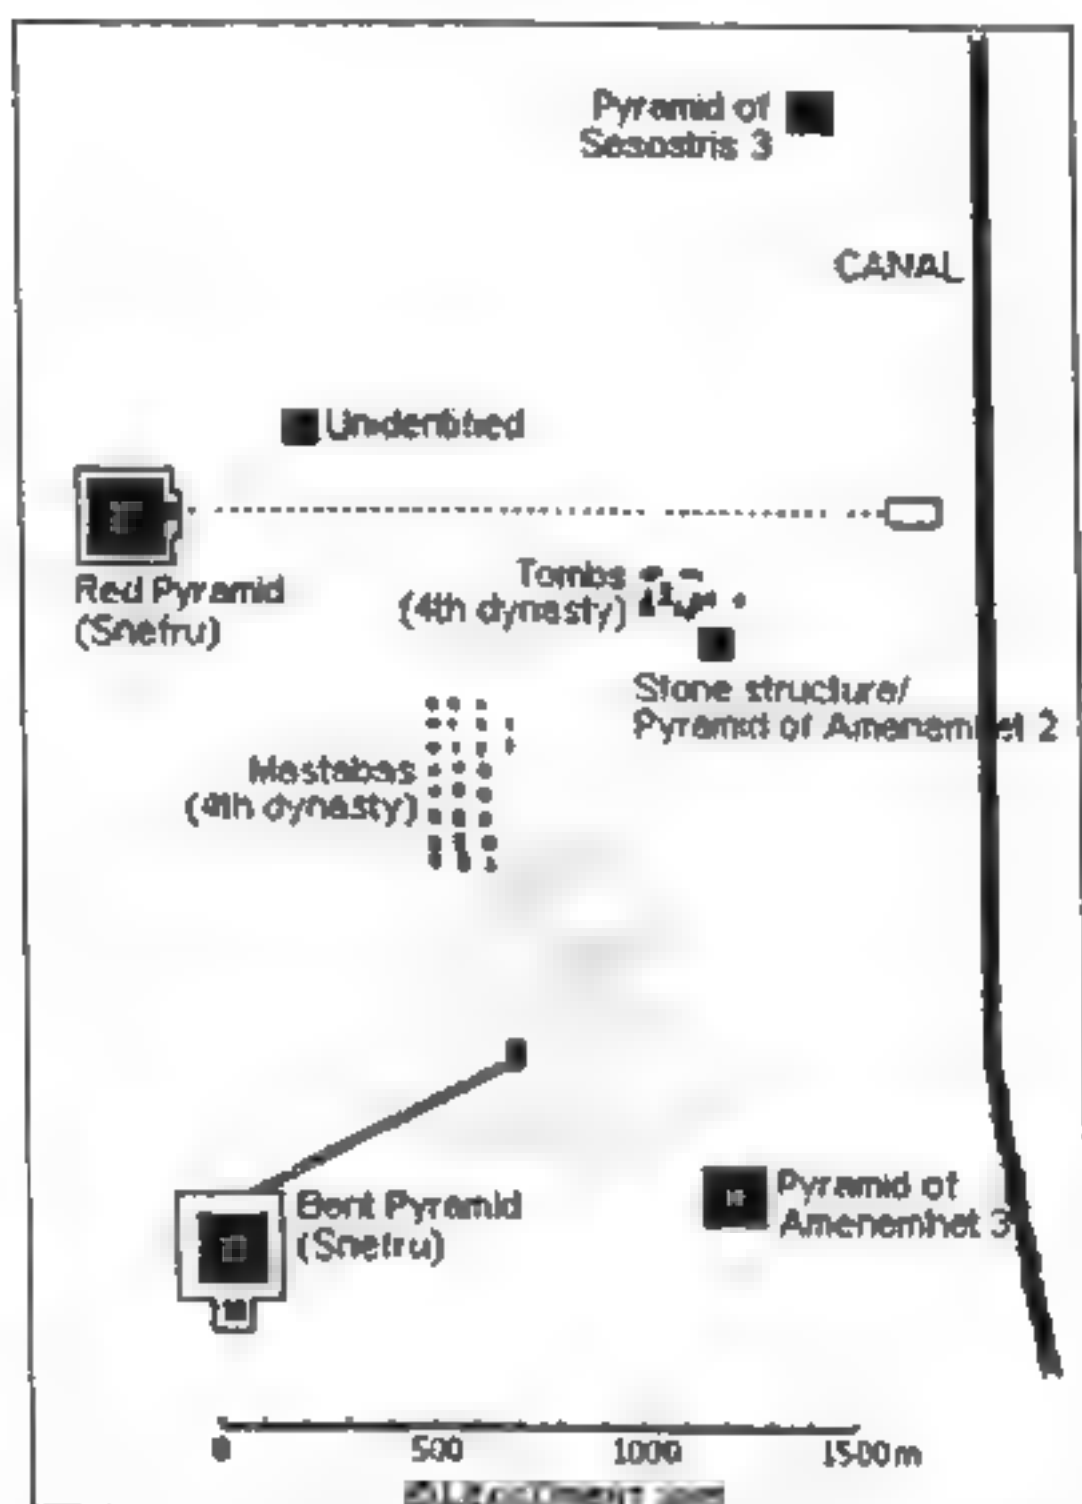 Pyramid of
Sesostris 3
CANAL
Unidentified
Red Pyramid
(Snefru)
Tombs
(4th dynasty)
Stone structure/
Pyramid of Amenemhet 2
Mastabas
(4th dynasty)
Bent Pyramid
(Snefru)
Pyramid of
Amenemhet 3
0 500 1000 1500 m